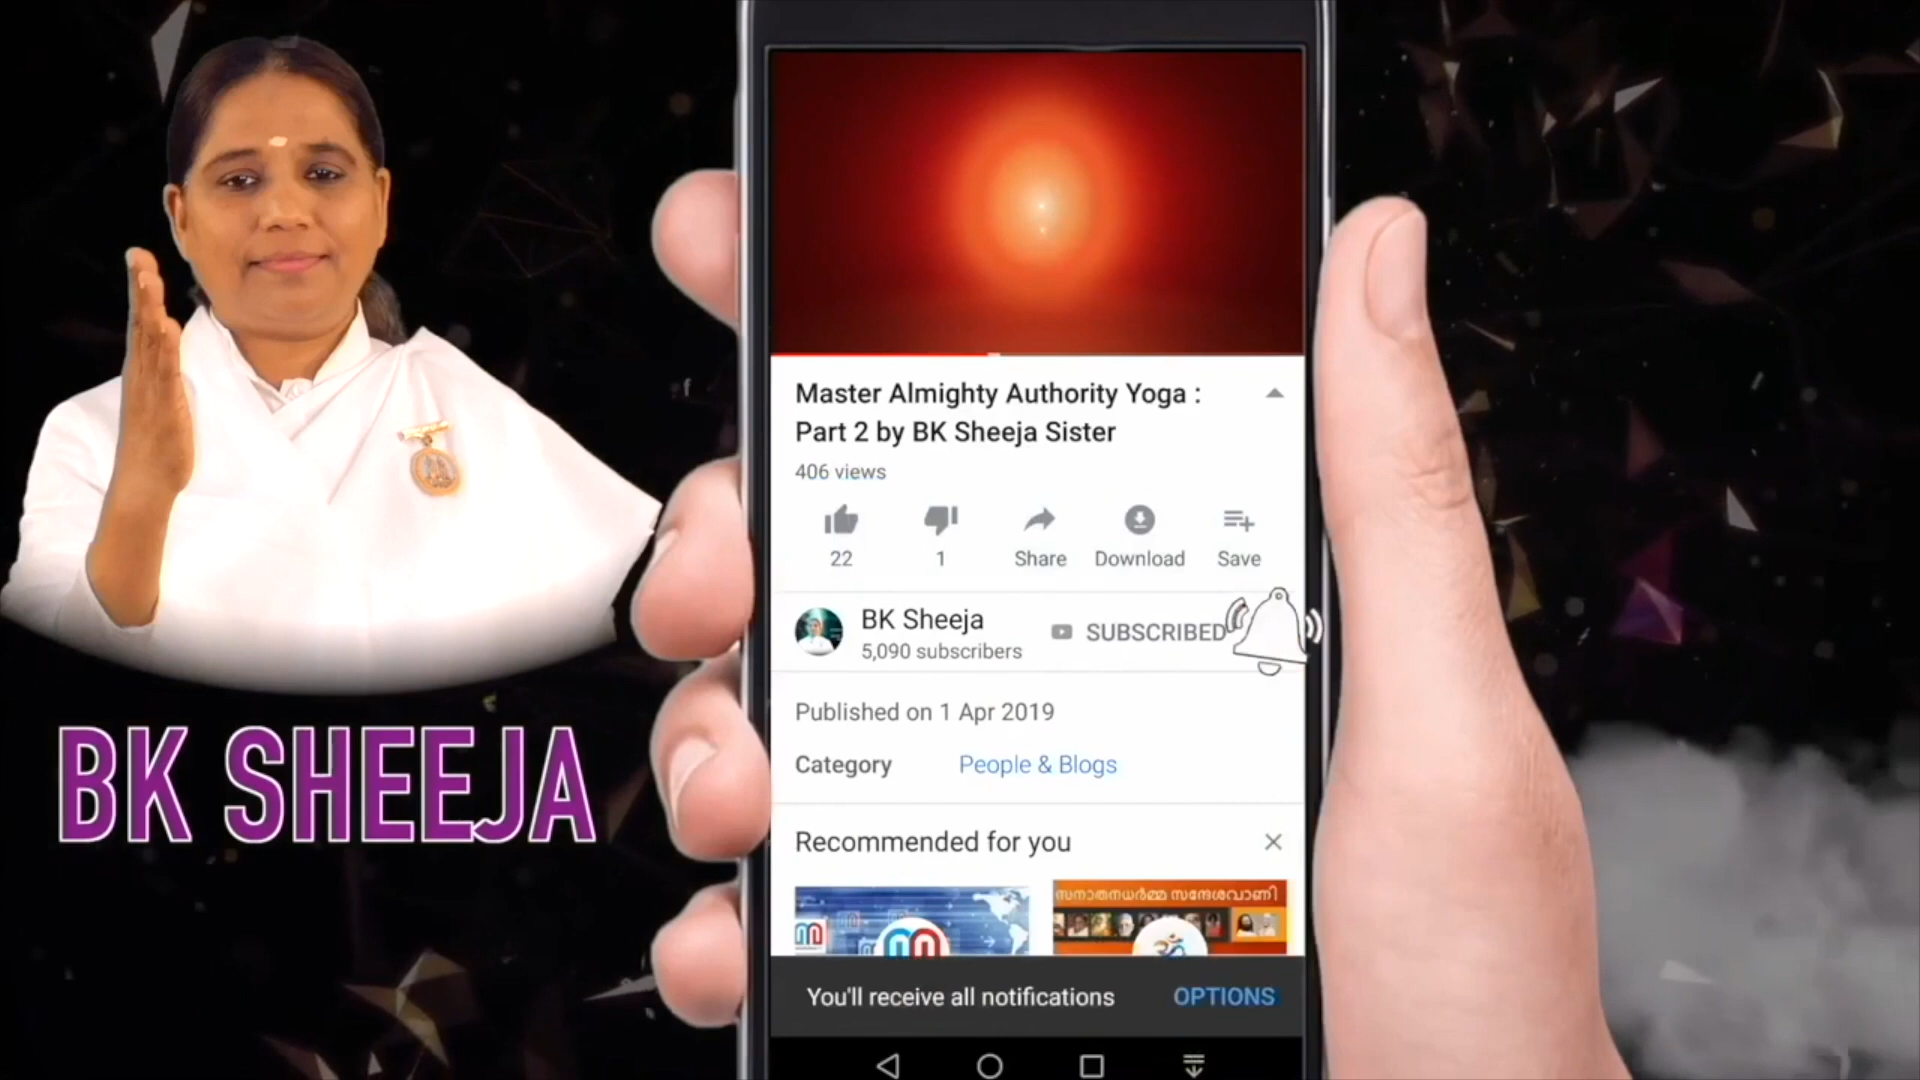 BK SHEEJA
Master Almighty Authority Yoga :
Part 2 by BK Sheeja Sister
406 views
22
1
Share
Download
Save
BK Sheeja
5,090 subscribers
SUBSCRIBED
Published on 1 Apr 2019
Category
People & Blogs
Recommended for you
സനാതനധർമ്മ സന്ദേശവാണി
You'll receive all notifications
OPTIONS